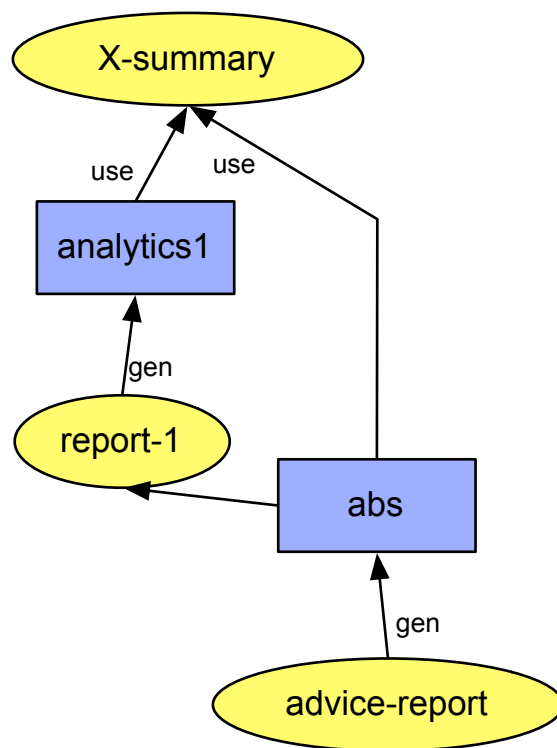 X-summary
use
use
analytics1
gen
report-1
abs
gen
advice-report